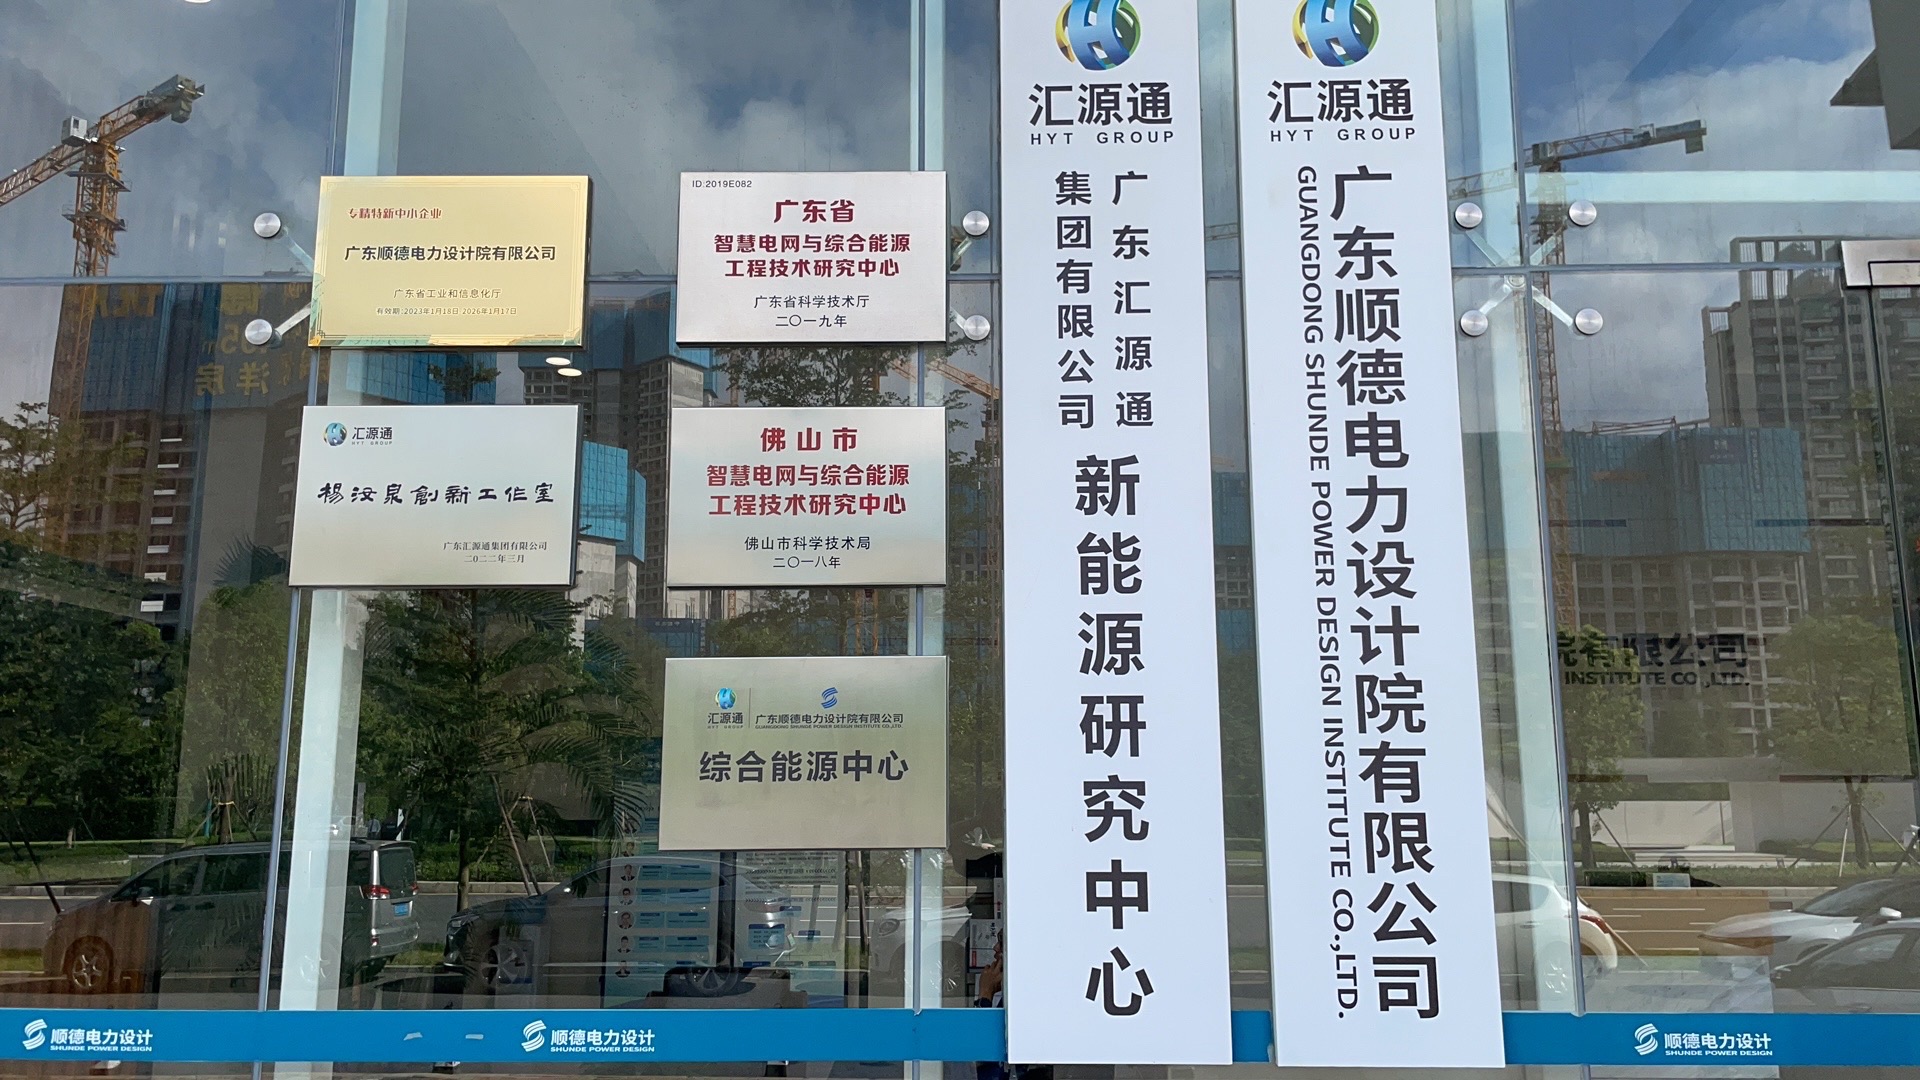 专精特新中小企业
广东顺德电力设计院有限公司
广东省工业和信息化厅
有效期:2023年1月18日-2026年1月17日
ID:2019E082
广东省
智慧电网与综合能源
工程技术研究中心
广东省科学技术厅
二〇一九年
汇源通
HYT GROUP
杨汝泉創新工作室
广东汇源通集团有限公司
二〇二二年三月
佛山市
智慧电网与综合能源
工程技术研究中心
佛山市科学技术局
二〇一八年
汇源通
HYT GROUP
广东顺德电力设计院有限公司
GUANGDONG SHUNDE POWER DESIGN INSTITUTE CO.,LTD.
综合能源中心
汇源通
HYT GROUP
广东汇源通
集团有限公司
新能源研究中心
汇源通
HYT GROUP
广东顺德电力设计院有限公司
GUANGDONG SHUNDE POWER DESIGN INSTITUTE CO.,LTD.
院有限公司
INSTITUTE CO.,LTD.
顺德电力设计
SHUNDE POWER DESIGN
顺德电力设计
SHUNDE POWER DESIGN
顺德电力设计
SHUNDE POWER DESIGN